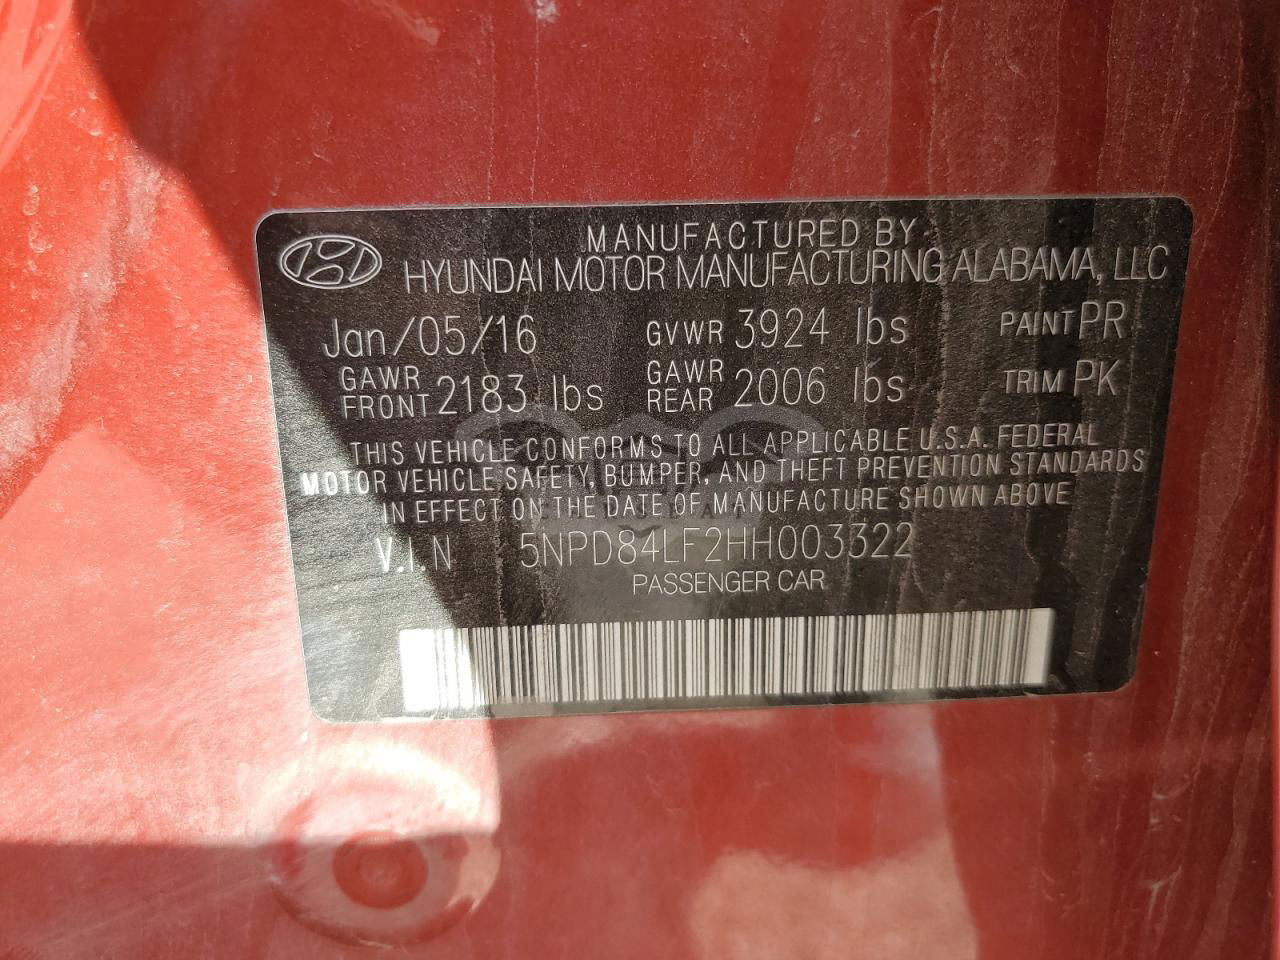 MANUFACTURED BY
HYUNDAI MOTOR MANUFACTURING ALABAMA, LLC
Jan/05/16 GVWR 3924 lbs PAINT PR
GAWR FRONT 2183 lbs GAWR REAR 2006 lbs TRIM PK
THIS VEHICLE CONFORMS TO ALL APPLICABLE U.S.A. FEDERAL
MOTOR VEHICLE SAFETY, BUMPER, AND THEFT PREVENTION STANDARDS
IN EFFECT ON THE DATE OF MANUFACTURE SHOWN ABOVE
V.I.N 5NPD84LF2HH003322
PASSENGER CAR